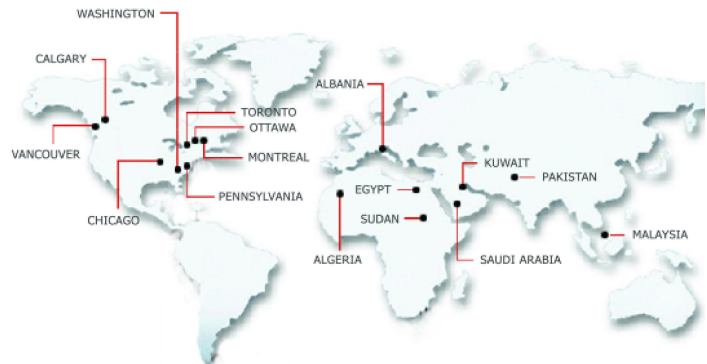 WASHINGTON
CALGARY
ALBANIA
TORONTO
OTTAWA
VANCOUVER
MONTREAL
KUWAIT
PAKISTAN
EGYPT
PENNSYLVANIA
CHICAGO
SUDAN
MALAYSIA
ALGERIA
SAUDI ARABIA